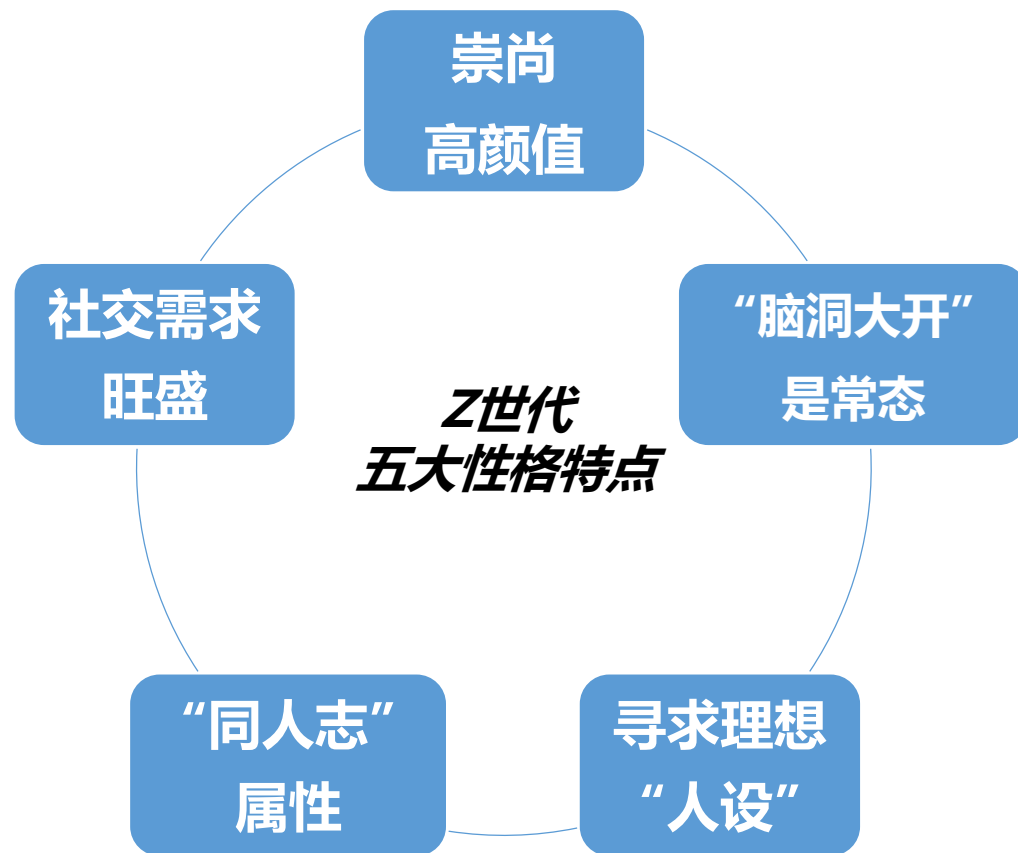 崇尚
高颜值
社交需求
旺盛
“脑洞大开”
是常态
Z世代
五大性格特点
“同人志”
属性
寻求理想
“人设”